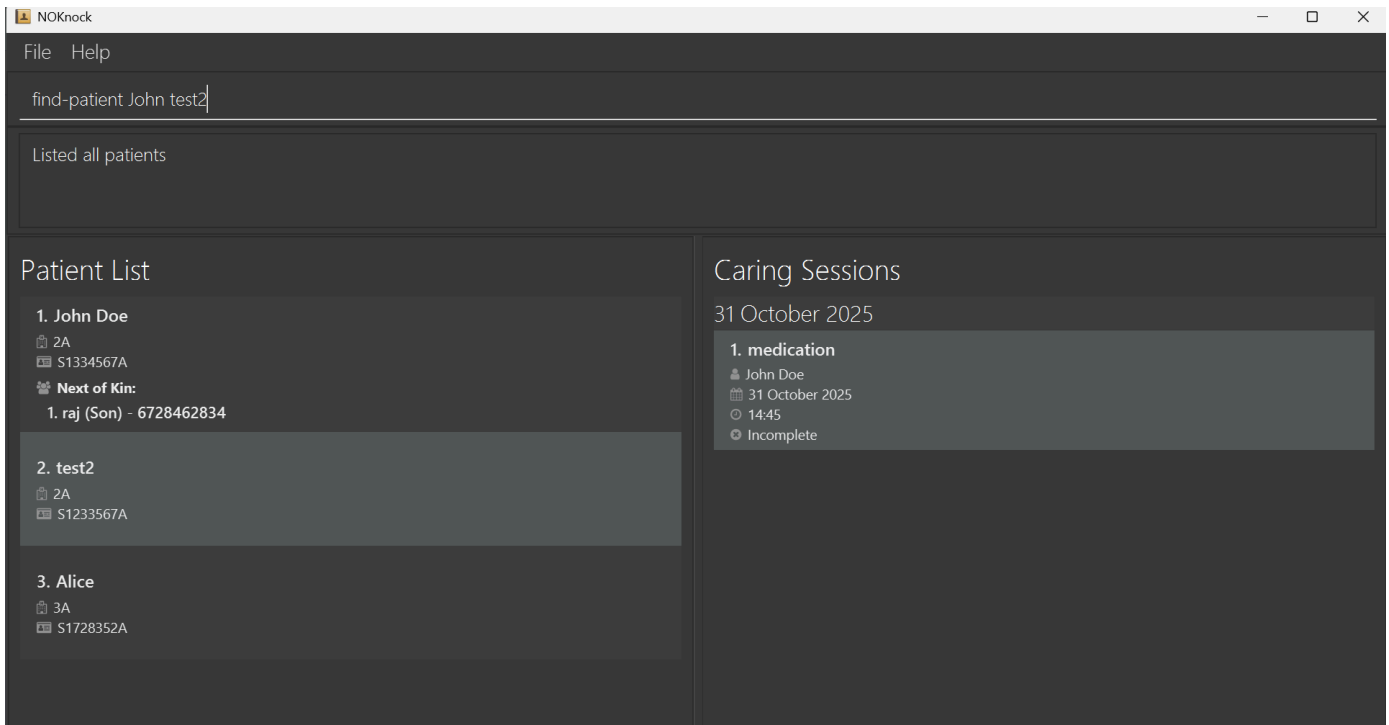 NOKnock
File Help
find-patient John test2
Listed all patients
Patient List
1. John Doe
2A
S1334567A
Next of Kin:
1. raj (Son) - 6728462834
2. test2
2A
S1233567A
3. Alice
3A
S1728352A
Caring Sessions
31 October 2025
1. medication
John Doe
31 October 2025
14:45
Incomplete